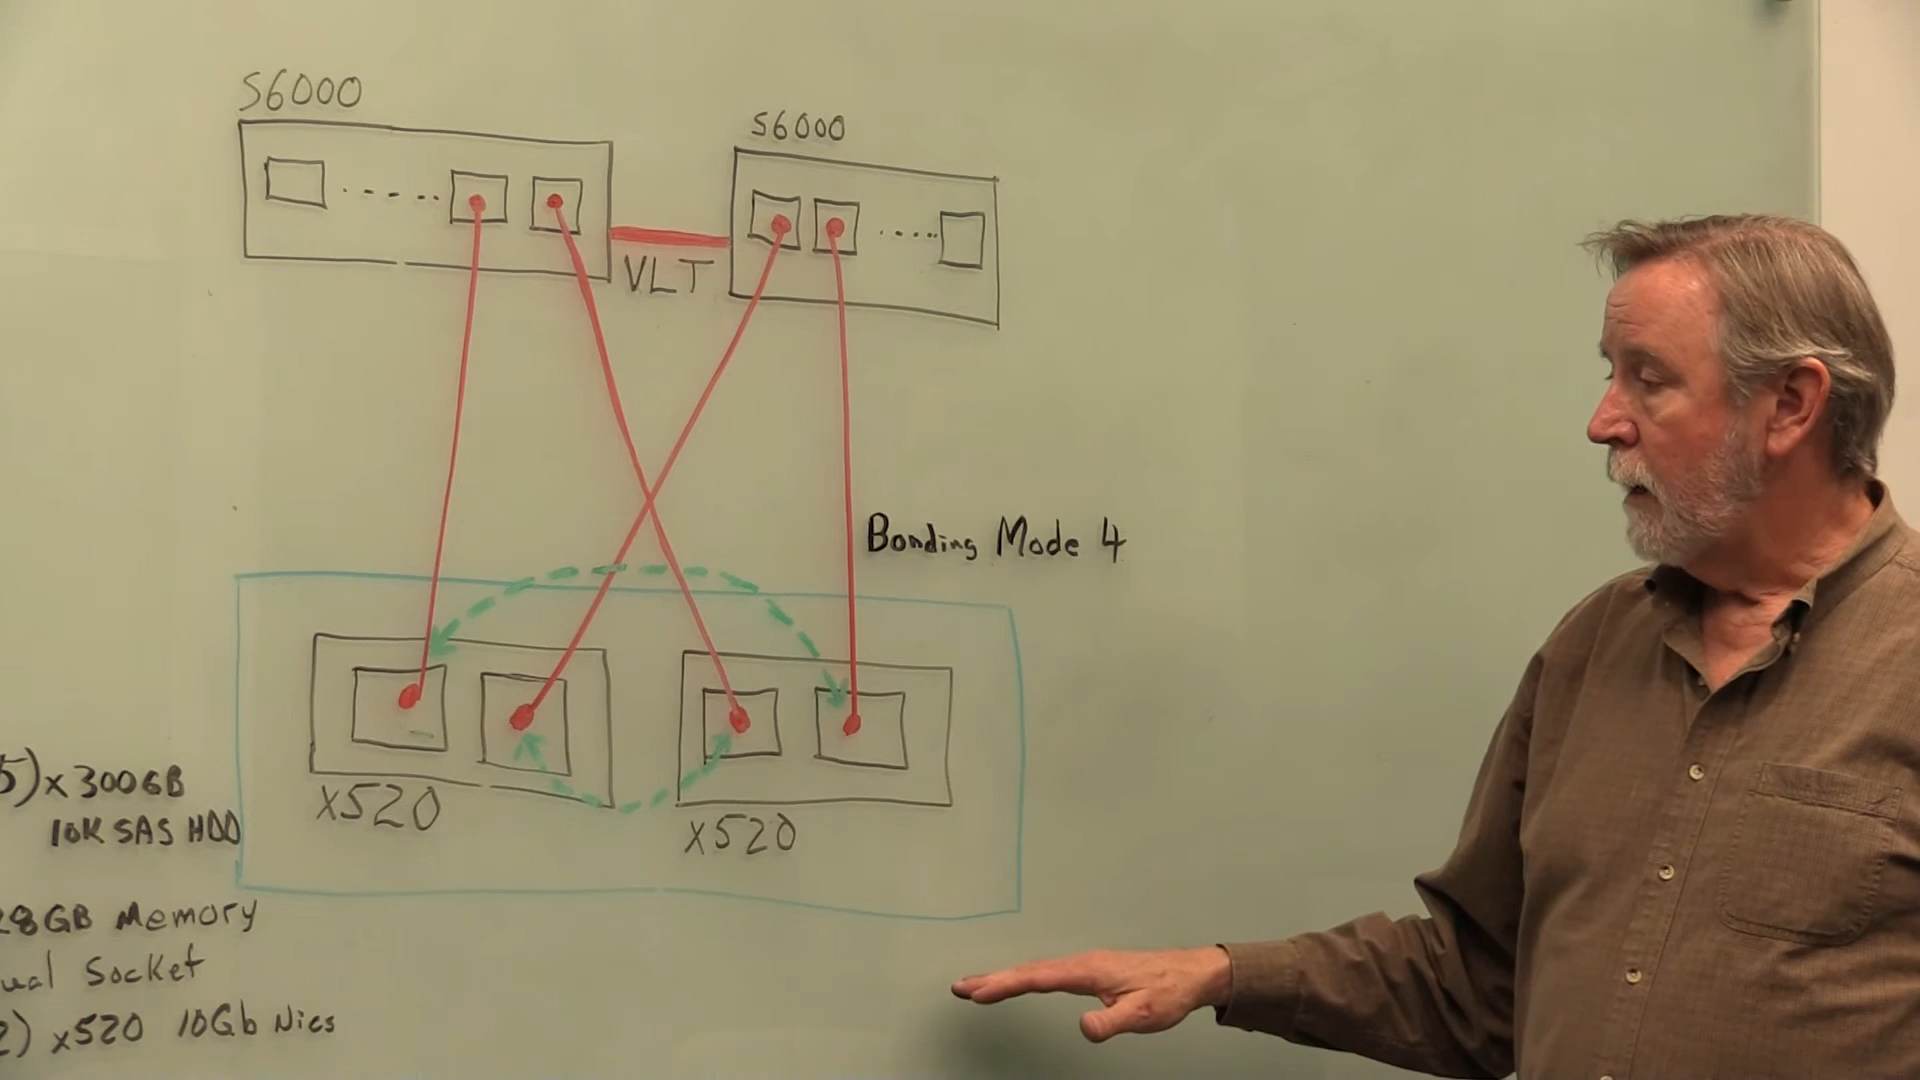 S6000
S6000
VLT
Bonding Mode 4
5) x 300GB
10K SAS HDD
x520
x520
28GB Memory
ual Socket
2) x520 10Gb Nics